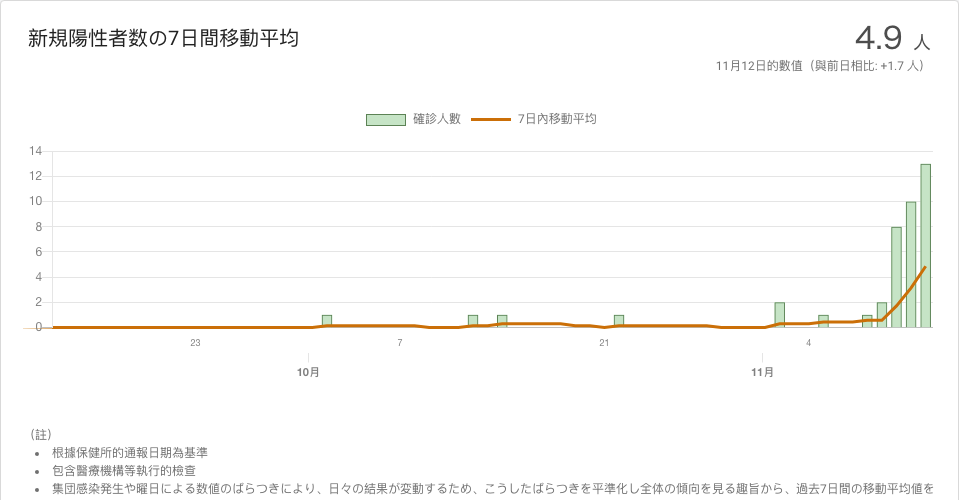 新規陽性者数の7日間移動平均
4.9 人
11月12日的數值（與前日相比: +1.7 人）
確診人數 7日內移動平均
14
12
10
8
6
4
2
0
23 7 21 4
10月 11月
（註）
• 根據保健所的通報日期為基準
• 包含醫療機構等執行的檢查
• 集団感染発生や曜日による数値のばらつきにより、日々の結果が変動するため、こうしたばらつきを平準化し全体の傾向を見る趣旨から、過去7日間の移動平均値を